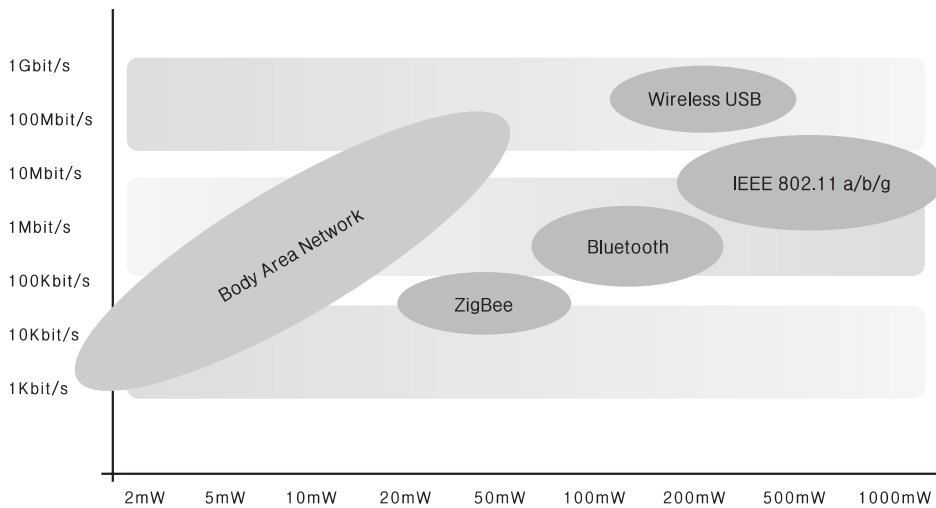 1Gbit/s
Wireless USB
100Mbit/s
10Mbit/s
IEEE 802.11 a/b/g
1Mbit/s
Body Area Network
Bluetooth
100Kbit/s
ZigBee
10Kbit/s
1Kbit/s
2mW 5mW 10mW 20mW 50mW 100mW 200mW 500mW 1000mW